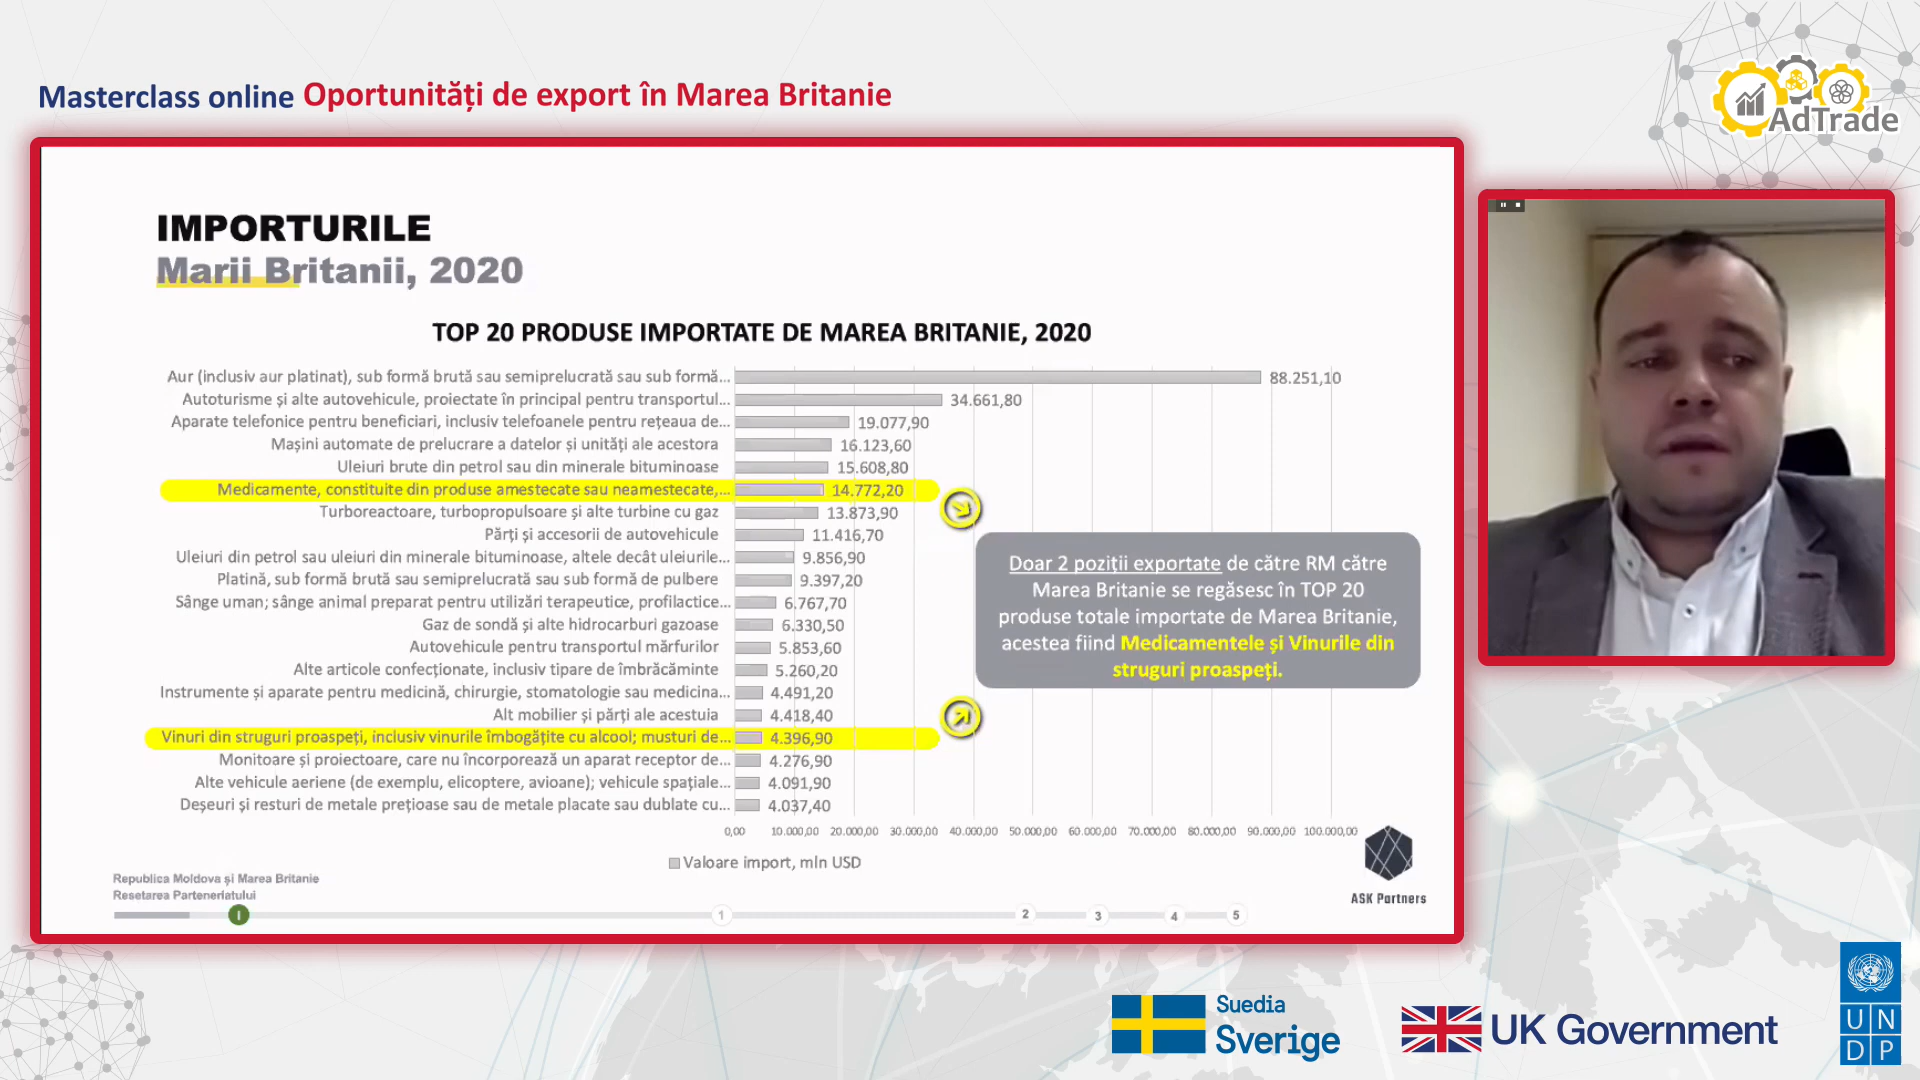 Masterclass online Oportunități de export în Marea Britanie
AdTrade
IMPORTURILE
Marii Britanii, 2020
TOP 20 PRODUSE IMPORTATE DE MAREA BRITANIE, 2020
Aur (inclusiv aur platinat), sub formă brută sau semiprelucrată sau sub formă... 88.251,10
Autoturisme și alte autovehicule, proiectate în principal pentru transportul... 34.661,80
Aparate telefonice pentru beneficiari, inclusiv telefoanele pentru rețeaua de... 19.077,90
Mașini automate de prelucrare a datelor și unități ale acestora 16.123,60
Uleiuri brute din petrol sau din minerale bituminoase 15.608,80
Medicamente, constituite din produse amestecate sau neamestecate,... 14.772,20
Turboreactoare, turbopropulsoare și alte turbine cu gaz 13.873,90
Părți și accesorii de autovehicule 11.416,70
Uleiuri din petrol sau uleiuri din minerale bituminoase, altele decât uleiurile... 9.856,90
Platină, sub formă brută sau semiprelucrată sau sub formă de pulbere 9.397,20
Sânge uman; sânge animal preparat pentru utilizări terapeutice, profilactice... 6.767,70
Gaz de sondă și alte hidrocarburi gazoase 6.330,50
Autovehicule pentru transportul mărfurilor 5.853,60
Alte articole confecționate, inclusiv tipare de îmbrăcăminte 5.260,20
Instrumente și aparate pentru medicină, chirurgie, stomatologie sau medicina... 4.491,20
Alt mobilier și părți ale acestuia 4.418,40
Vinuri din struguri proaspeți, inclusiv vinurile îmbogățite cu alcool; musturi de... 4.396,90
Monitoare și proiectoare, care nu încorporează un aparat receptor de... 4.276,90
Alte vehicule aeriene (de exemplu, elicoptere, avioane); vehicule spațiale... 4.091,90
Deșeuri și resturi de metale prețioase sau de metale placate sau dublate cu... 4.037,40
0,00 10.000,00 20.000,00 30.000,00 40.000,00 50.000,00 60.000,00 70.000,00 80.000,00 90.000,00 100.000,00
Valoare import, mln USD
Doar 2 poziții exportate de către RM către
Marea Britanie se regăsesc în TOP 20
produse totale importate de Marea Britanie,
acestea fiind Medicamentele și Vinurile din
struguri proaspeți.
Republica Moldova și Marea Britanie
Resetarea Parteneriatului
I 1 2 3 4 5
ASK Partners
Suedia
Sverige
UK Government
UN
DP